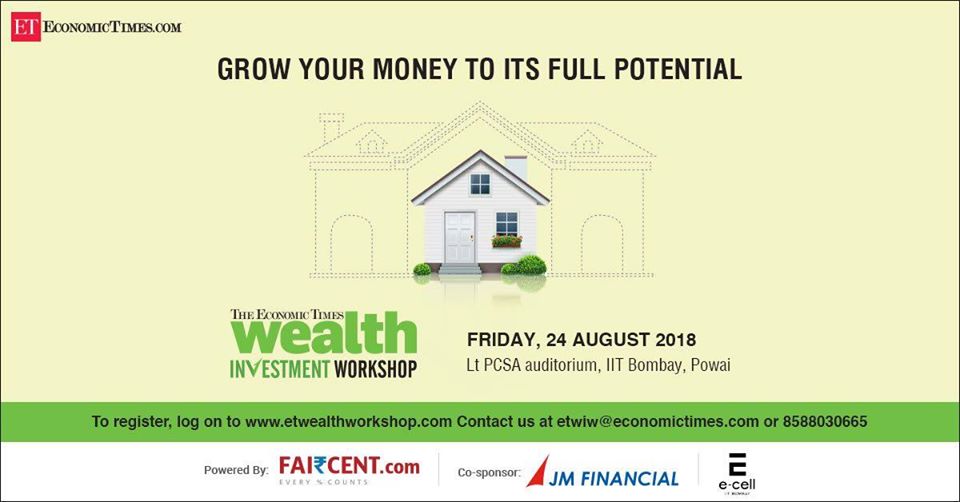 ET ECONOMICTIMES.COM
GROW YOUR MONEY TO ITS FULL POTENTIAL
THE ECONOMIC TIMES
wealth
INVESTMENT WORKSHOP
FRIDAY, 24 AUGUST 2018
Lt PCSA auditorium, IIT Bombay, Powai
To register, log on to www.etwealthworkshop.com Contact us at etwiw@economictimes.com or 8588030665
Powered By: FAI₹CENT.com
EVERY % COUNTS
Co-sponsor: JM FINANCIAL
E
e-cell
IIT BOMBAY